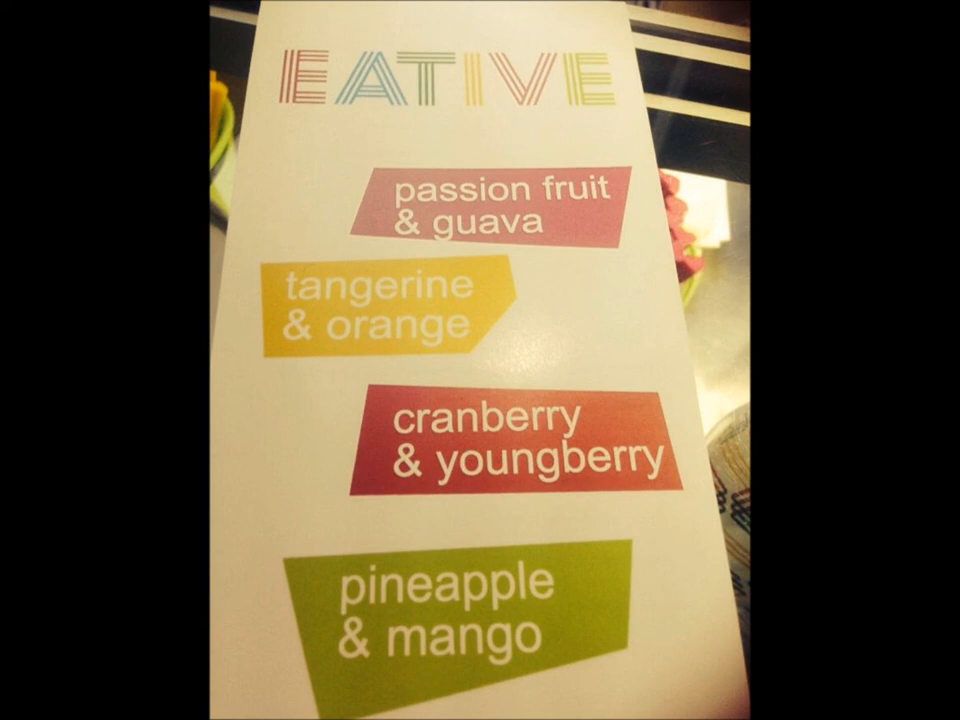 EATIVE
passion fruit
& guava
tangerine
& orange
cranberry
& youngberry
pineapple
& mango